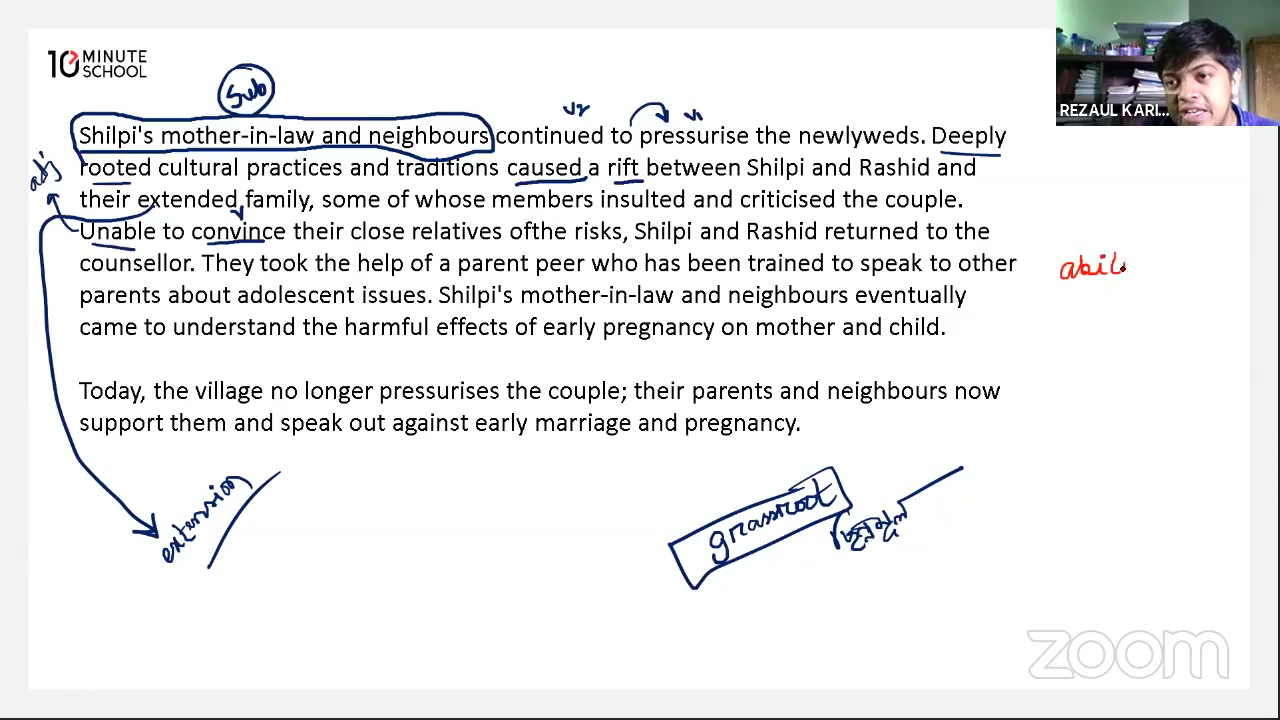 10 MINUTE
SCHOOL
REZAUL KARI...
Sub
V2
V1
Shilpi's mother-in-law and neighbours continued to pressurise the newlyweds. Deeply
rooted cultural practices and traditions caused a rift between Shilpi and Rashid and
adj
their extended family, some of whose members insulted and criticised the couple.
V
Unable to convince their close relatives ofthe risks, Shilpi and Rashid returned to the
counsellor. They took the help of a parent peer who has been trained to speak to other
abil
parents about adolescent issues. Shilpi's mother-in-law and neighbours eventually
came to understand the harmful effects of early pregnancy on mother and child.
Today, the village no longer pressurises the couple; their parents and neighbours now
support them and speak out against early marriage and pregnancy.
extension
grassroot
zoom